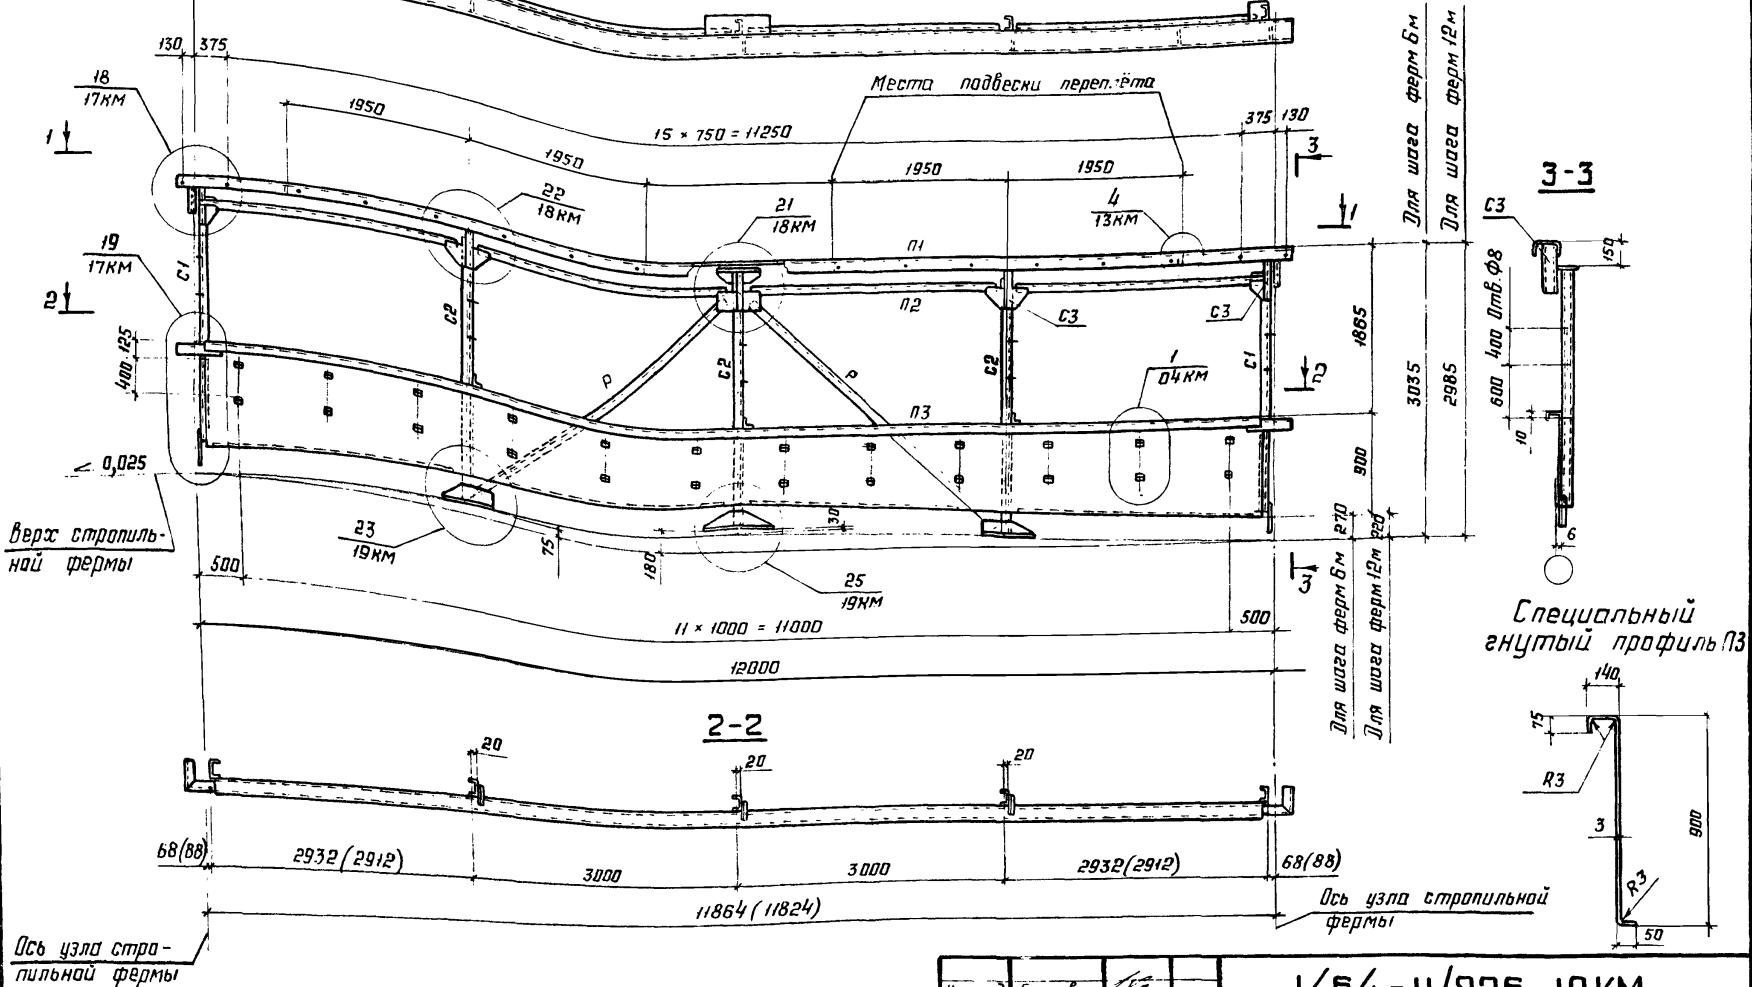 130 375
18
17КМ
1950
Места подвески
15 × 750 = 11250
375 130
1
1950
1950
1950
3
Для шага ферм 6м
Для шага ферм 12м
3-3
С3
22
18КМ
21
18КМ
4
13КМ
1
150
19
17КМ
С1
П1
П2
С3
С3
2
С2
С2
С2
С1
1865
3035
2985
400 Отв. Ф8
600
10
125
400
Р
Р
1
04КМ
2
П3
900
0,025
Верх стропиль-
ной фермы
23
19КМ
75
180
30
25
19КМ
270
3
6
500
500
11 × 1000 = 11000
12000
Для шага ферм 6м
Для шага ферм 12м
Специальный
гнутый профиль П3
140
75
R3
3
900
R3
50
2-2
20
20
20
68(88)
2932(2912)
3000
3000
2932(2912)
68(88)
11864(11824)
Ось узла стропильной
фермы
Ось узла стро-
пильной фермы